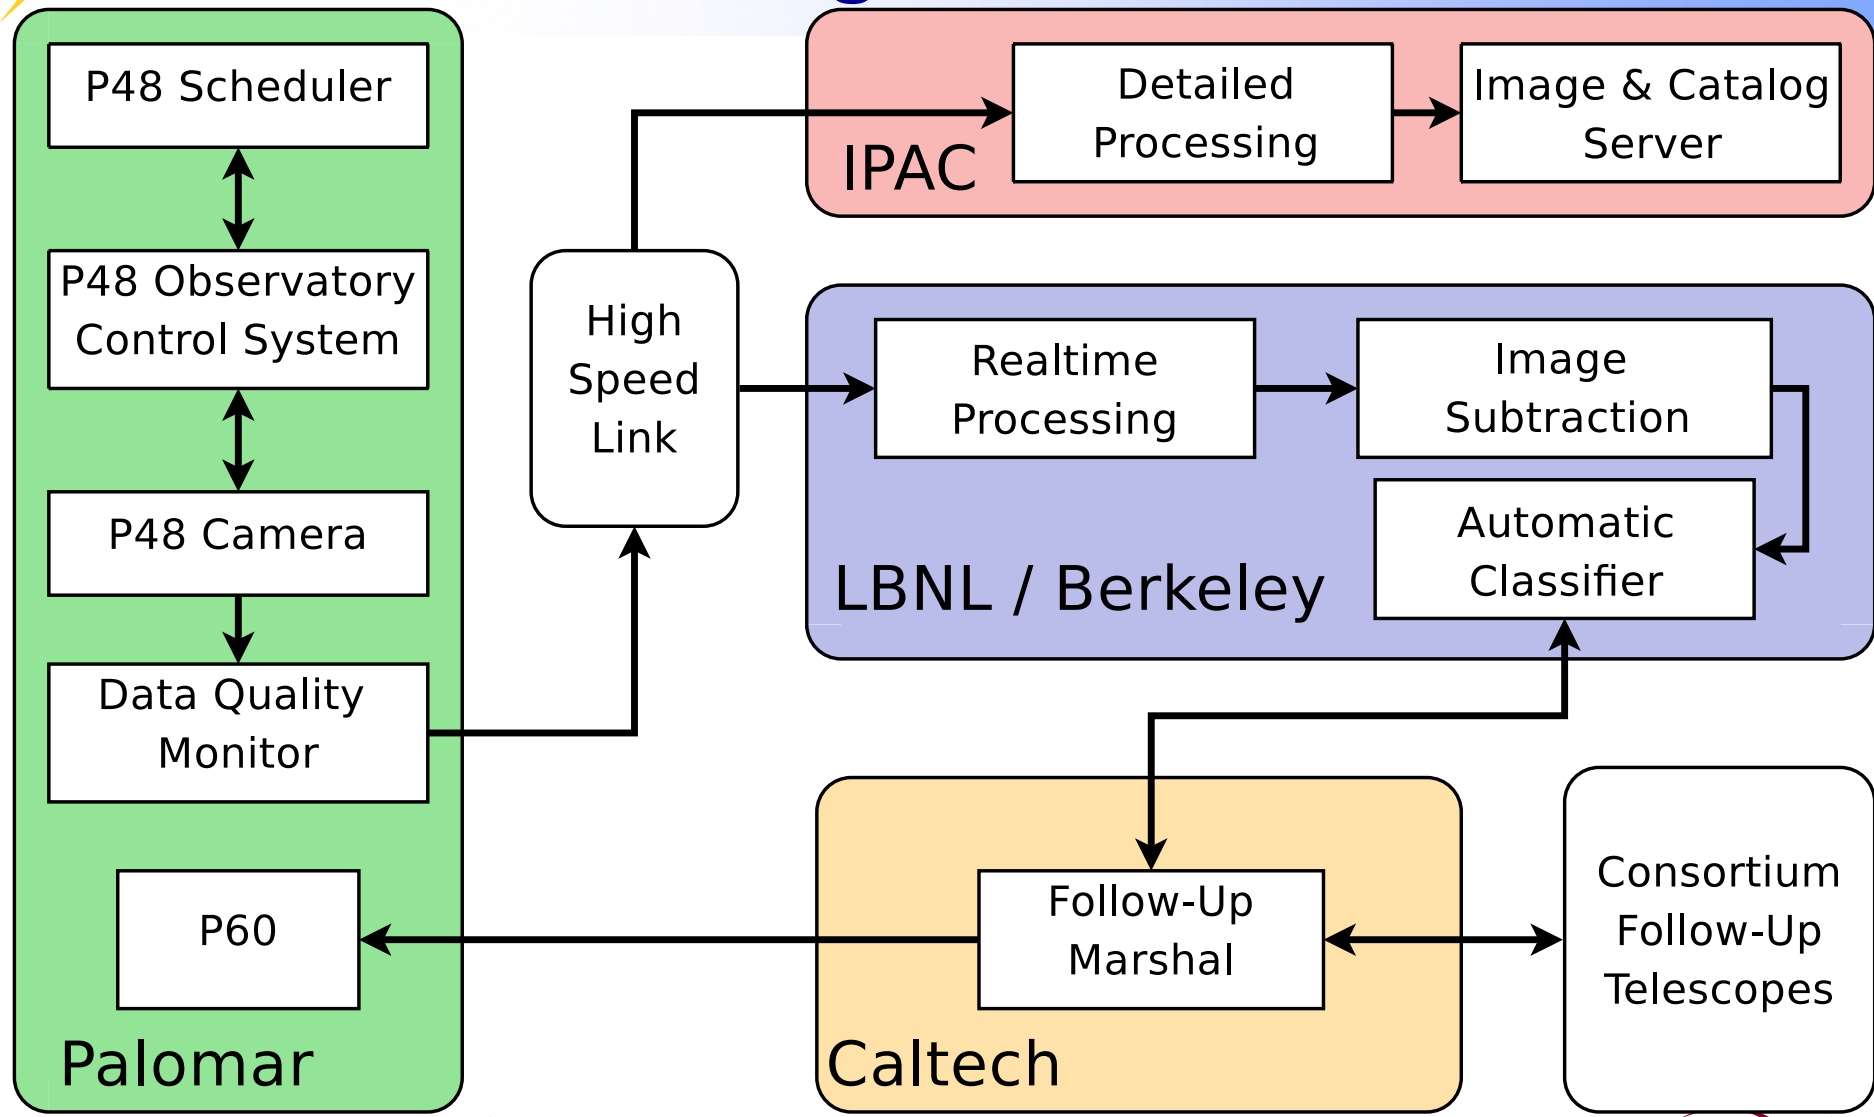 P48 Scheduler
P48 Observatory
Control System
P48 Camera
Data Quality
Monitor
P60
Palomar
High
Speed
Link
IPAC
Detailed
Processing
Image & Catalog
Server
Realtime
Processing
Image
Subtraction
Automatic
Classifier
LBNL / Berkeley
Follow-Up
Marshal
Caltech
Consortium
Follow-Up
Telescopes